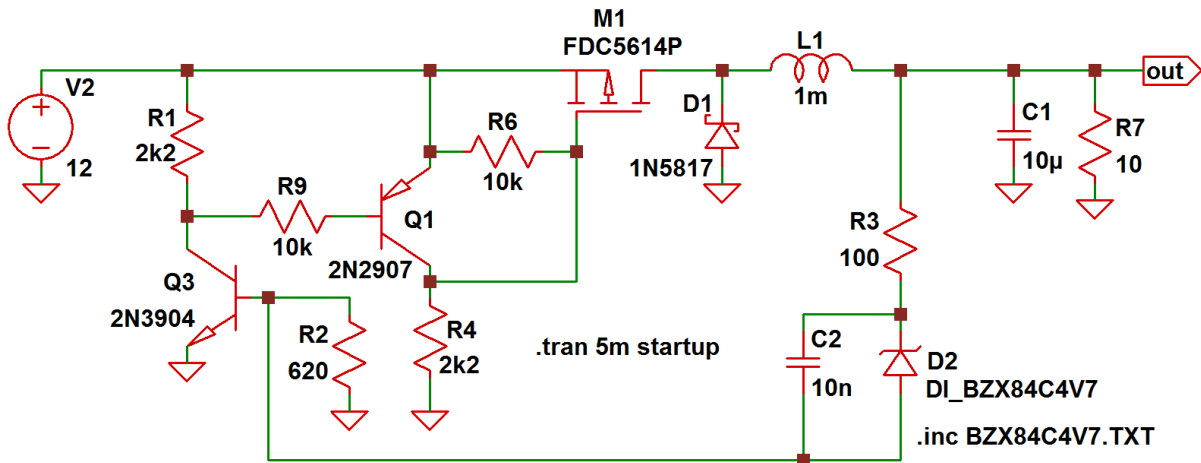 M1
FDC5614P
L1
1m
out
V2
12
R1
2k2
R6
10k
D1
1N5817
C1
10µ
R7
10
R9
10k
Q1
2N2907
R3
100
Q3
2N3904
R2
620
R4
2k2
.tran 5m startup
C2
10n
D2
DI_BZX84C4V7
.inc BZX84C4V7.TXT